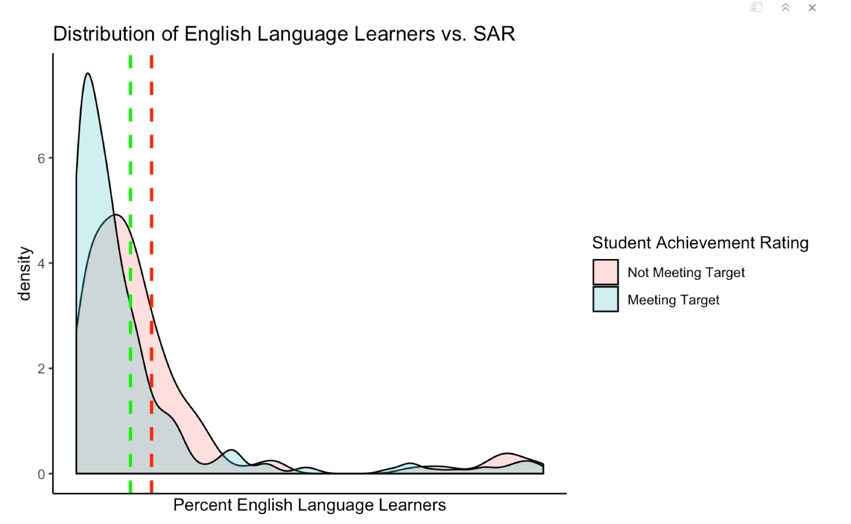 Distribution of English Language Learners vs. SAR
density
6
4
2
0
Percent English Language Learners
Student Achievement Rating
Not Meeting Target
Meeting Target